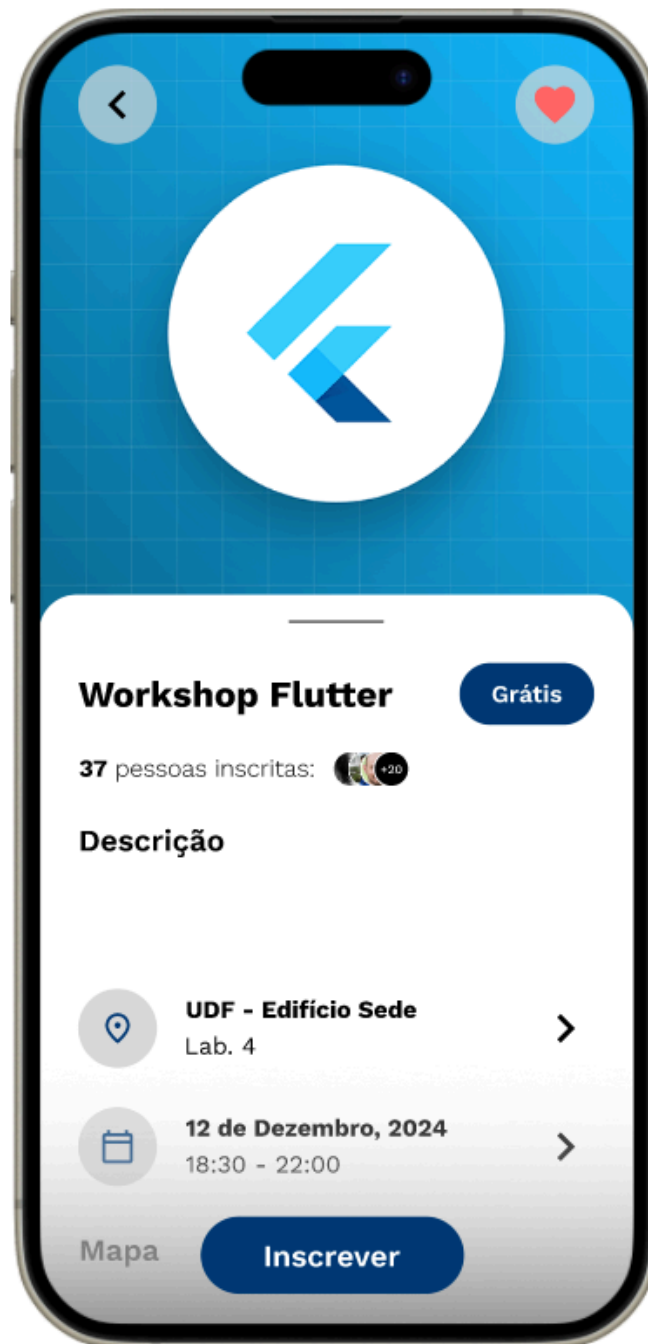 Workshop Flutter
Grátis
37 pessoas inscritas:
+20
Descrição
UDF - Edifício Sede
Lab. 4
12 de Dezembro, 2024
18:30 - 22:00
Mapa
Inscrever